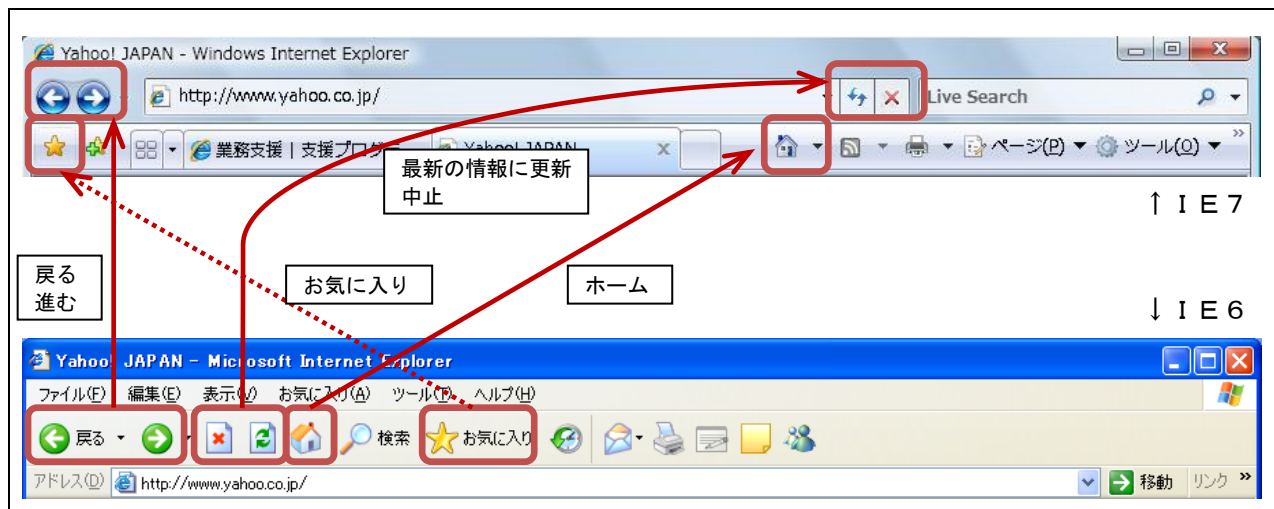 Yahoo! JAPAN - Windows Internet Explorer
http://www.yahoo.co.jp/
Live Search
業務支援 | 支援プログ
Yahoo! JAPAN
ページ(P)
ツール(O)
最新の情報に更新
中止
↑ＩＥ７
戻る
進む
お気に入り
ホーム
↓ＩＥ６
Yahoo! JAPAN - Microsoft Internet Explorer
ファイル(F) 編集(E) 表示(V) お気に入り(A) ツール(T) ヘルプ(H)
戻る 検索 お気に入り
アドレス(D) http://www.yahoo.co.jp/ 移動 リンク »